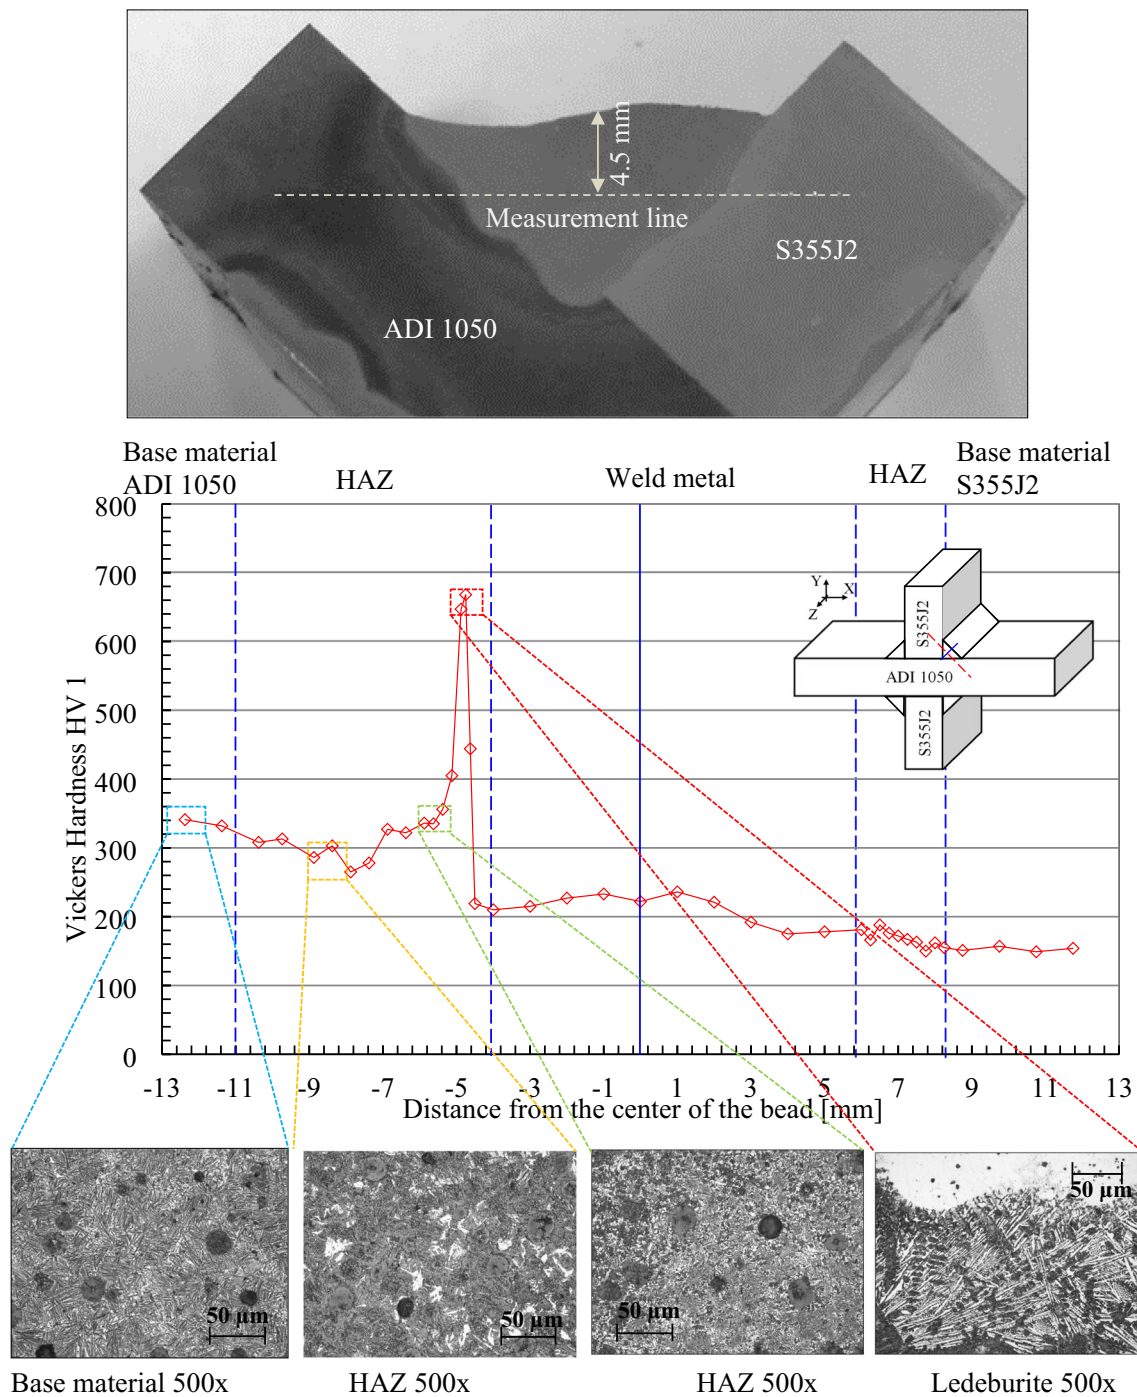 4.5 mm
Measurement line
S355J2
ADI 1050
Base material
ADI 1050
HAZ
Weld metal
HAZ
Base material
S355J2
Vickers Hardness HV 1
800
700
600
500
400
300
200
100
0
-13 -11 -9 -7 -5 -3 -1 1 3 5 7 9 11 13
Distance from the center of the bead [mm]
Y
X
Z
S355J2
ADI 1050
S355J2
50 µm
50 µm
50 µm
50 µm
Base material 500x
HAZ 500x
HAZ 500x
Ledeburite 500x